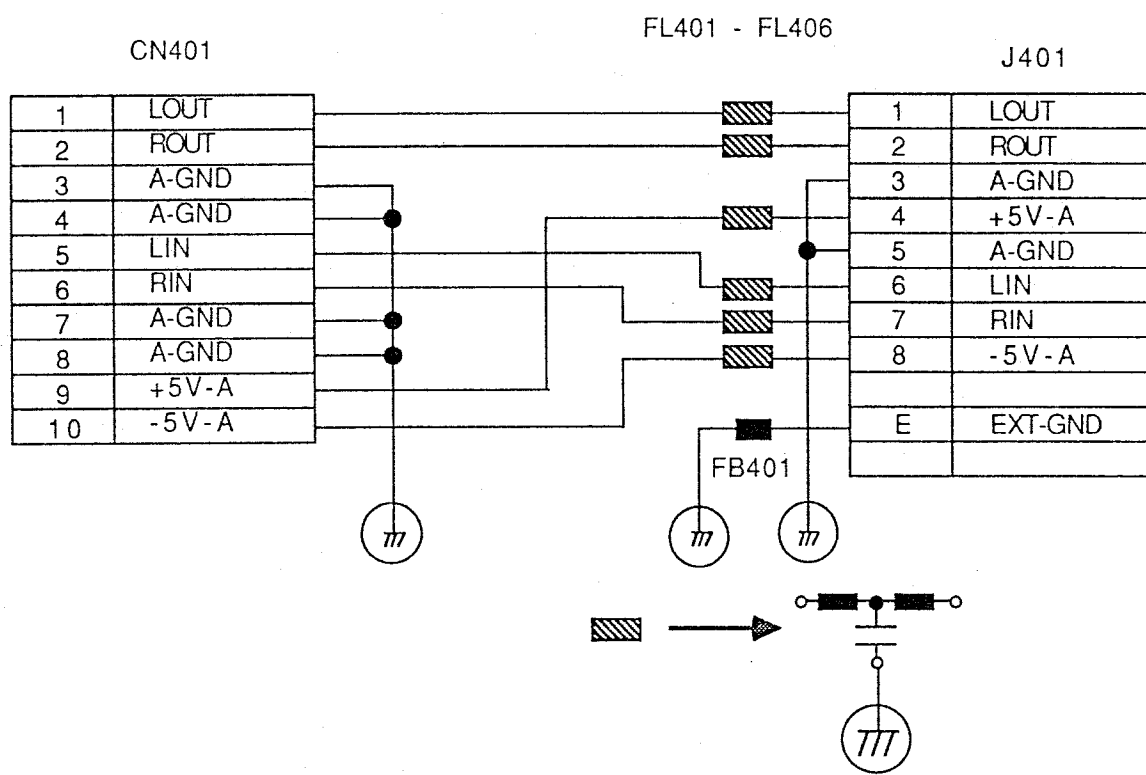 FL401 - FL406
CN401
J401
1 LOUT
2 ROUT
3 A-GND
4 A-GND
5 LIN
6 RIN
7 A-GND
8 A-GND
9 +5V-A
10 -5V-A
1 LOUT
2 ROUT
3 A-GND
4 +5V-A
5 A-GND
6 LIN
7 RIN
8 -5V-A
E EXT-GND
FB401